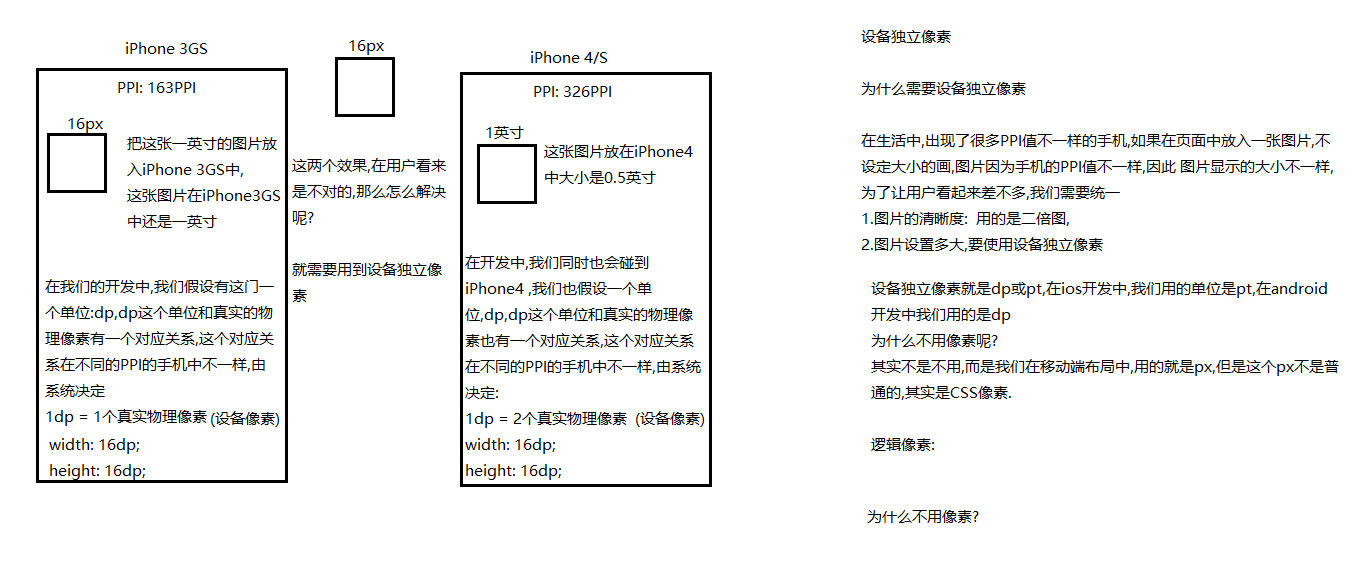 iPhone 3GS
PPI: 163PPI
16px
把这张一英寸的图片放
入iPhone 3GS中,
这张图片在iPhone3GS
中还是一英寸
在我们的开发中,我们假设有这门一
个单位:dp,dp这个单位和真实的物
理像素有一个对应关系,这个对应关
系在不同的PPI的手机中不一样,由
系统决定
1dp = 1个真实物理像素 (设备像素)
width: 16dp;
height: 16dp;
16px
这两个效果,在用户看来
是不对的,那么怎么解决
呢?
就需要用到设备独立像
素
iPhone 4/S
PPI: 326PPI
1英寸
这张图片放在iPhone4
中大小是0.5英寸
在开发中,我们同时也会碰到
iPhone4 ,我们也假设一个单
位,dp,dp这个单位和真实的物理像
素也有一个对应关系,这个对应关系
在不同的PPI的手机中不一样,由系统
决定:
1dp = 2个真实物理像素 (设备像素)
width: 16dp;
height: 16dp;
设备独立像素
为什么需要设备独立像素
在生活中,出现了很多PPI值不一样的手机,如果在页面中放入一张图片,不
设定大小的画,图片因为手机的PPI值不一样,因此 图片显示的大小不一样,
为了让用户看起来差不多,我们需要统一
1.图片的清晰度: 用的是二倍图,
2.图片设置多大,要使用设备独立像素
设备独立像素就是dp或pt,在ios开发中,我们用的单位是pt,在android
开发中我们用的是dp
为什么不用像素呢?
其实不是不用,而是我们在移动端布局中,用的就是px,但是这个px不是普
通的,其实是CSS像素.
逻辑像素:
为什么不用像素?